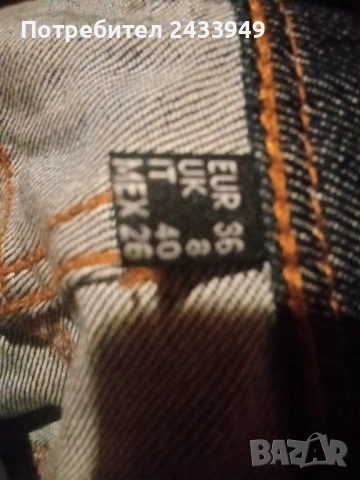 Потребител 2433949
EUR 36
UK 8
IT 40
MEX 26
BAZAR